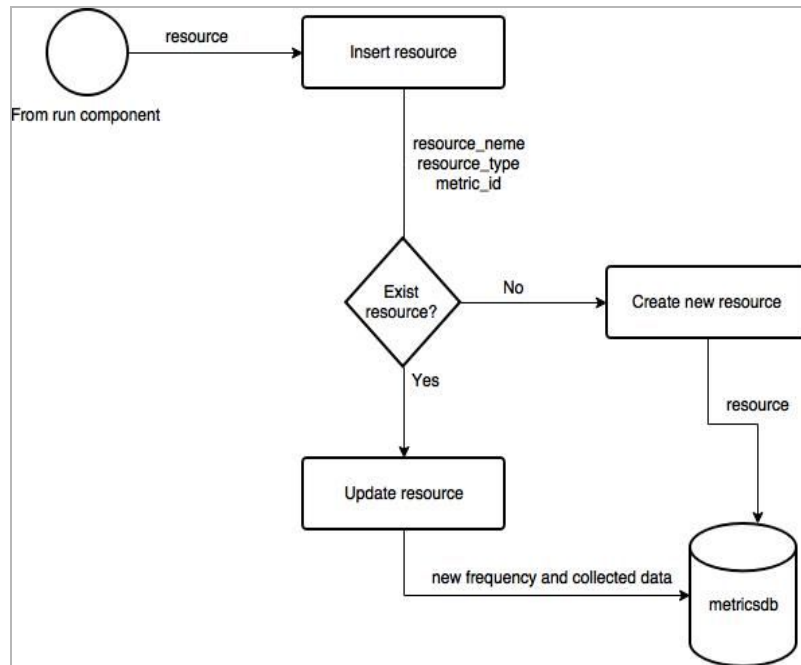 resource
Insert resource
From run component
resource_neme
resource_type
metric_id
Exist
resource?
No
Create new resource
Yes
resource
Update resource
new frequency and collected data
metricsdb